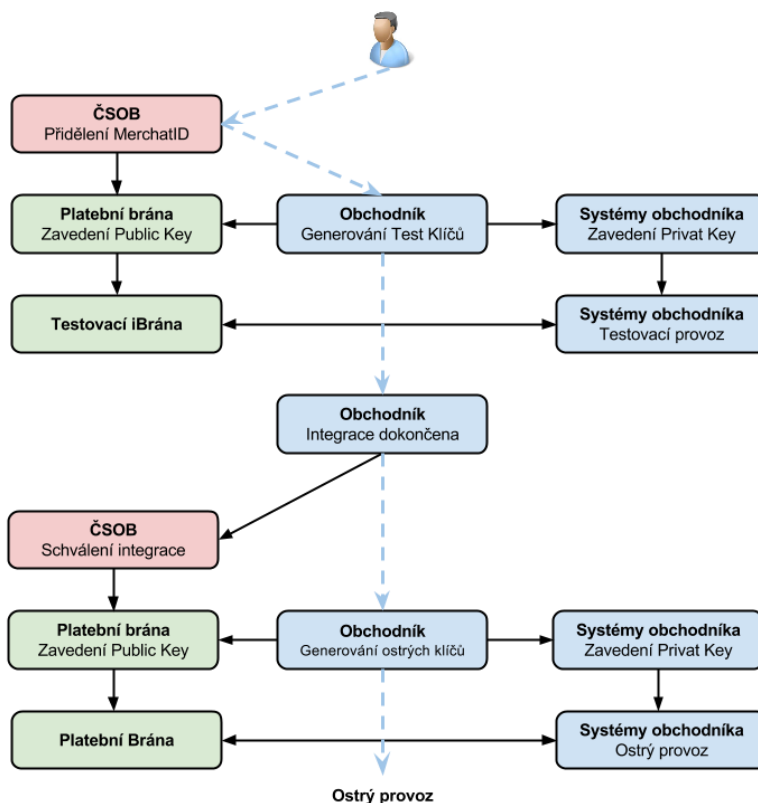 ČSOB
Přidělení MerchatID
Platební brána
Zavedení Public Key
Obchodník
Generování Test Klíčů
Systémy obchodníka
Zavedení Privat Key
Testovací iBrána
Systémy obchodníka
Testovací provoz
Obchodník
Integrace dokončena
ČSOB
Schválení integrace
Platební brána
Zavedení Public Key
Obchodník
Generování ostrých klíčů
Systémy obchodníka
Zavedení Privat Key
Platební Brána
Systémy obchodníka
Ostrý provoz
Ostrý provoz